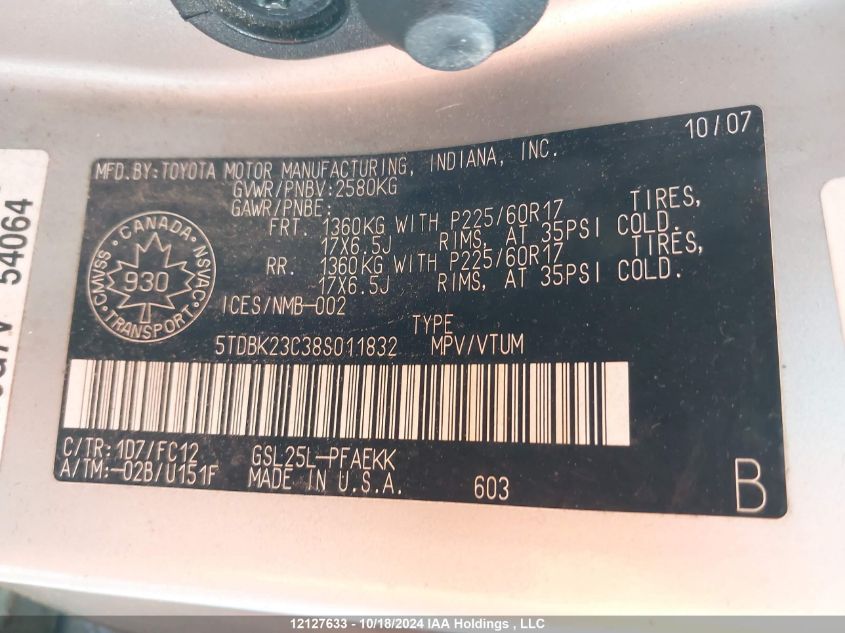 10/07
MFD.BY:TOYOTA MOTOR MANUFACTURING, INDIANA, INC.
GVWR/PNBV:2580KG
GAWR/PNBE:
FRT. 1360KG WITH P225/60R17 TIRES,
17X6.5J RIMS, AT 35PSI COLD.
RR. 1360KG WITH P225/60R17 TIRES,
17X6.5J RIMS, AT 35PSI COLD.
CMVSS · CANADA · NSVAC
930
TRANSPORT
ICES/NMB-002
TYPE
5TDBK23C38S011832 MPV/VTUM
C/TR:1D7/FC12 GSL25L-PFAEKK
A/TM:-02B/U151F MADE IN U.S.A. 603
B
54064
12127633 - 10/18/2024 IAA Holdings , LLC